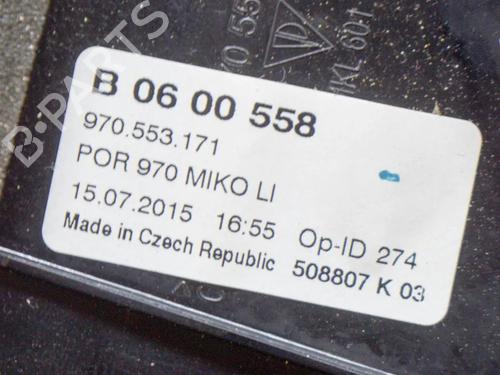 B 06 00 558
970.553.171
POR 970 MIKO LI
15.07.2015 16:55 Op-ID 274
Made in Czech Republic 508807 K 03
B-PARTS